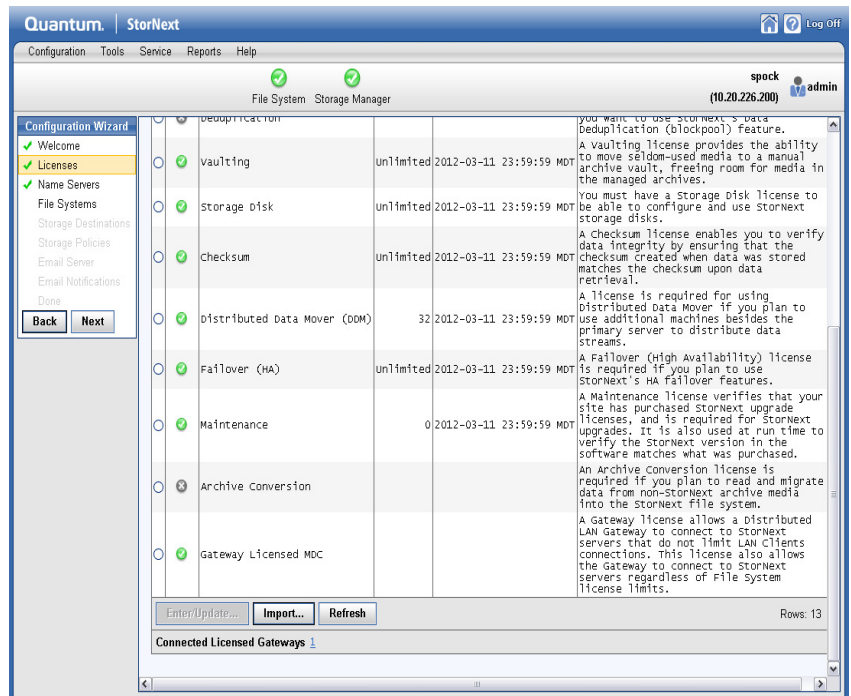 Quantum. StorNext
Log Off
Configuration Tools Service Reports Help
File System Storage Manager
spock
(10.20.226.200)
admin
Configuration Wizard
Welcome
Licenses
Name Servers
File Systems
Storage Destinations
Storage Policies
Email Server
Email Notifications
Done
Back Next
Deduplication
you want to use StorNext's Data
Deduplication (blockpool) feature.
Vaulting Unlimited 2012-03-11 23:59:59 MDT
A Vaulting license provides the ability
to move seldom-used media to a manual
archive vault, freeing room for media in
the managed archives.
Storage Disk Unlimited 2012-03-11 23:59:59 MDT
You must have a Storage Disk license to
be able to configure and use StorNext
storage disks.
Checksum Unlimited 2012-03-11 23:59:59 MDT
A Checksum license enables you to verify
data integrity by ensuring that the
checksum created when data was stored
matches the checksum upon data
retrieval.
Distributed Data Mover (DDM) 32 2012-03-11 23:59:59 MDT
A license is required for using
Distributed Data Mover if you plan to
use additional machines besides the
primary server to distribute data
streams.
Failover (HA) Unlimited 2012-03-11 23:59:59 MDT
A Failover (High Availability) license
is required if you plan to use
StorNext's HA failover features.
Maintenance 0 2012-03-11 23:59:59 MDT
A Maintenance license verifies that your
site has purchased StorNext upgrade
licenses, and is required for StorNext
upgrades. It is also used at run time to
verify the StorNext version in the
software matches what was purchased.
Archive Conversion
An Archive Conversion license is
required if you plan to read and migrate
data from non-StorNext archive media
into the StorNext file system.
Gateway Licensed MDC
A Gateway license allows a Distributed
LAN Gateway to connect to StorNext
servers that do not limit LAN Clients
connections. This license also allows
the Gateway to connect to StorNext
servers regardless of File System
license limits.
Enter/Update... Import... Refresh
Rows: 13
Connected Licensed Gateways 1